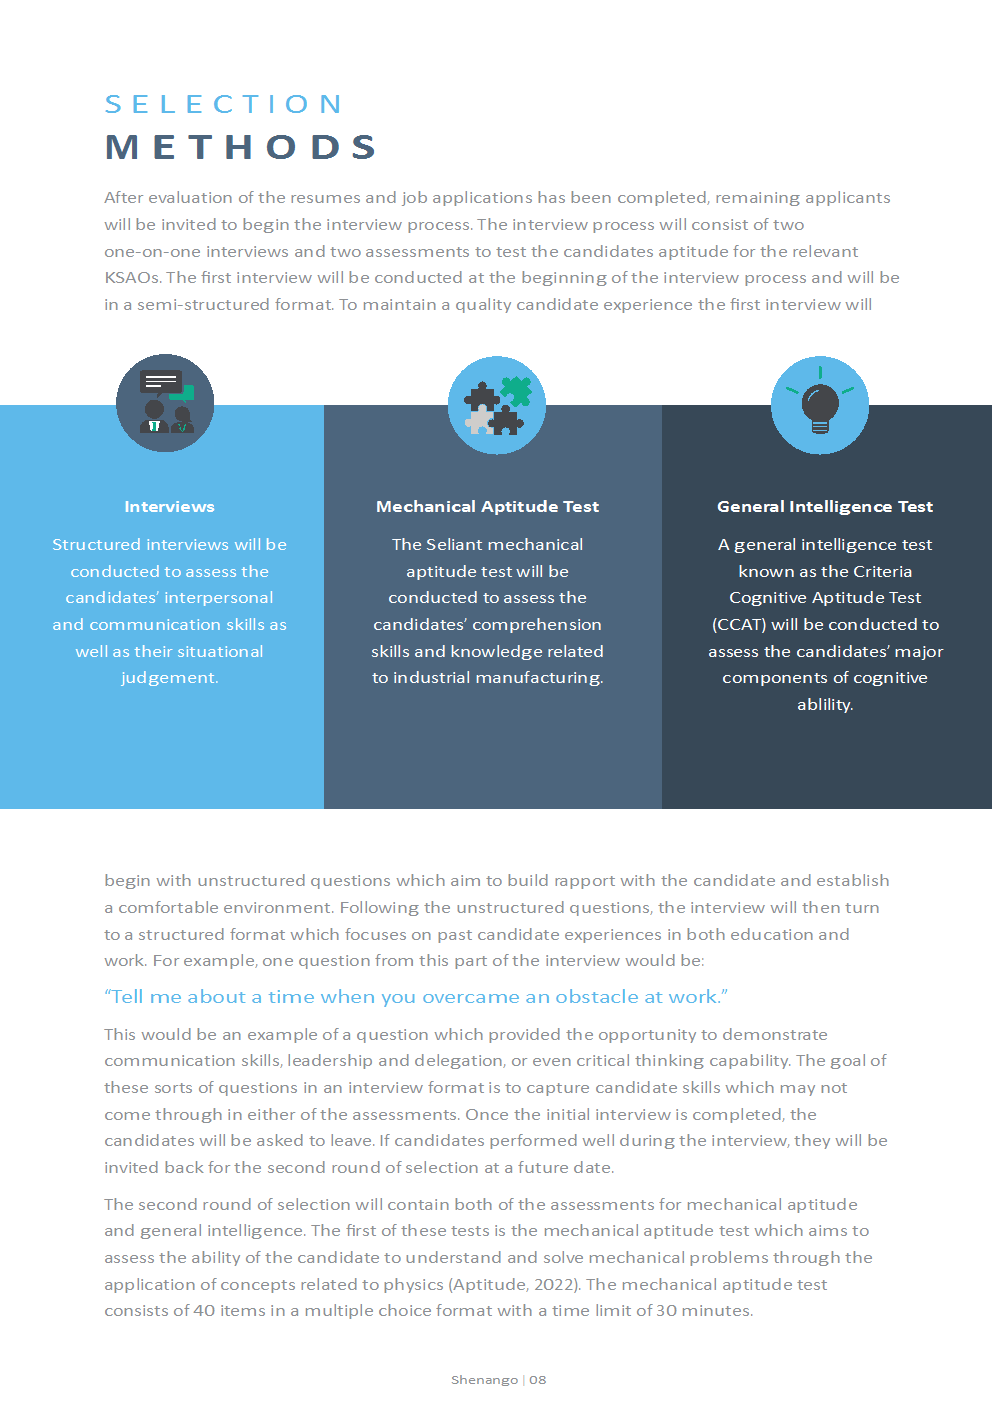 SELECTION
METHODS
After evaluation of the resumes and job applications has been completed, remaining applicants
will be invited to begin the interview process. The interview process will consist of two
one-on-one interviews and two assessments to test the candidates aptitude for the relevant
KSAOs. The first interview will be conducted at the beginning of the interview process and will be
in a semi-structured format. To maintain a quality candidate experience the first interview will
Interviews
Structured interviews will be
conducted to assess the
candidates’ interpersonal
and communication skills as
well as their situational
judgement.
Mechanical Aptitude Test
The Seliant mechanical
aptitude test will be
conducted to assess the
candidates’ comprehension
skills and knowledge related
to industrial manufacturing.
General Intelligence Test
A general intelligence test
known as the Criteria
Cognitive Aptitude Test
(CCAT) will be conducted to
assess the candidates’ major
components of cognitive
ablility.
begin with unstructured questions which aim to build rapport with the candidate and establish
a comfortable environment. Following the unstructured questions, the interview will then turn
to a structured format which focuses on past candidate experiences in both education and
work. For example, one question from this part of the interview would be:
“Tell me about a time when you overcame an obstacle at work.”
This would be an example of a question which provided the opportunity to demonstrate
communication skills, leadership and delegation, or even critical thinking capability. The goal of
these sorts of questions in an interview format is to capture candidate skills which may not
come through in either of the assessments. Once the initial interview is completed, the
candidates will be asked to leave. If candidates performed well during the interview, they will be
invited back for the second round of selection at a future date.
The second round of selection will contain both of the assessments for mechanical aptitude
and general intelligence. The first of these tests is the mechanical aptitude test which aims to
assess the ability of the candidate to understand and solve mechanical problems through the
application of concepts related to physics (Aptitude, 2022). The mechanical aptitude test
consists of 40 items in a multiple choice format with a time limit of 30 minutes.
Shenango | 08